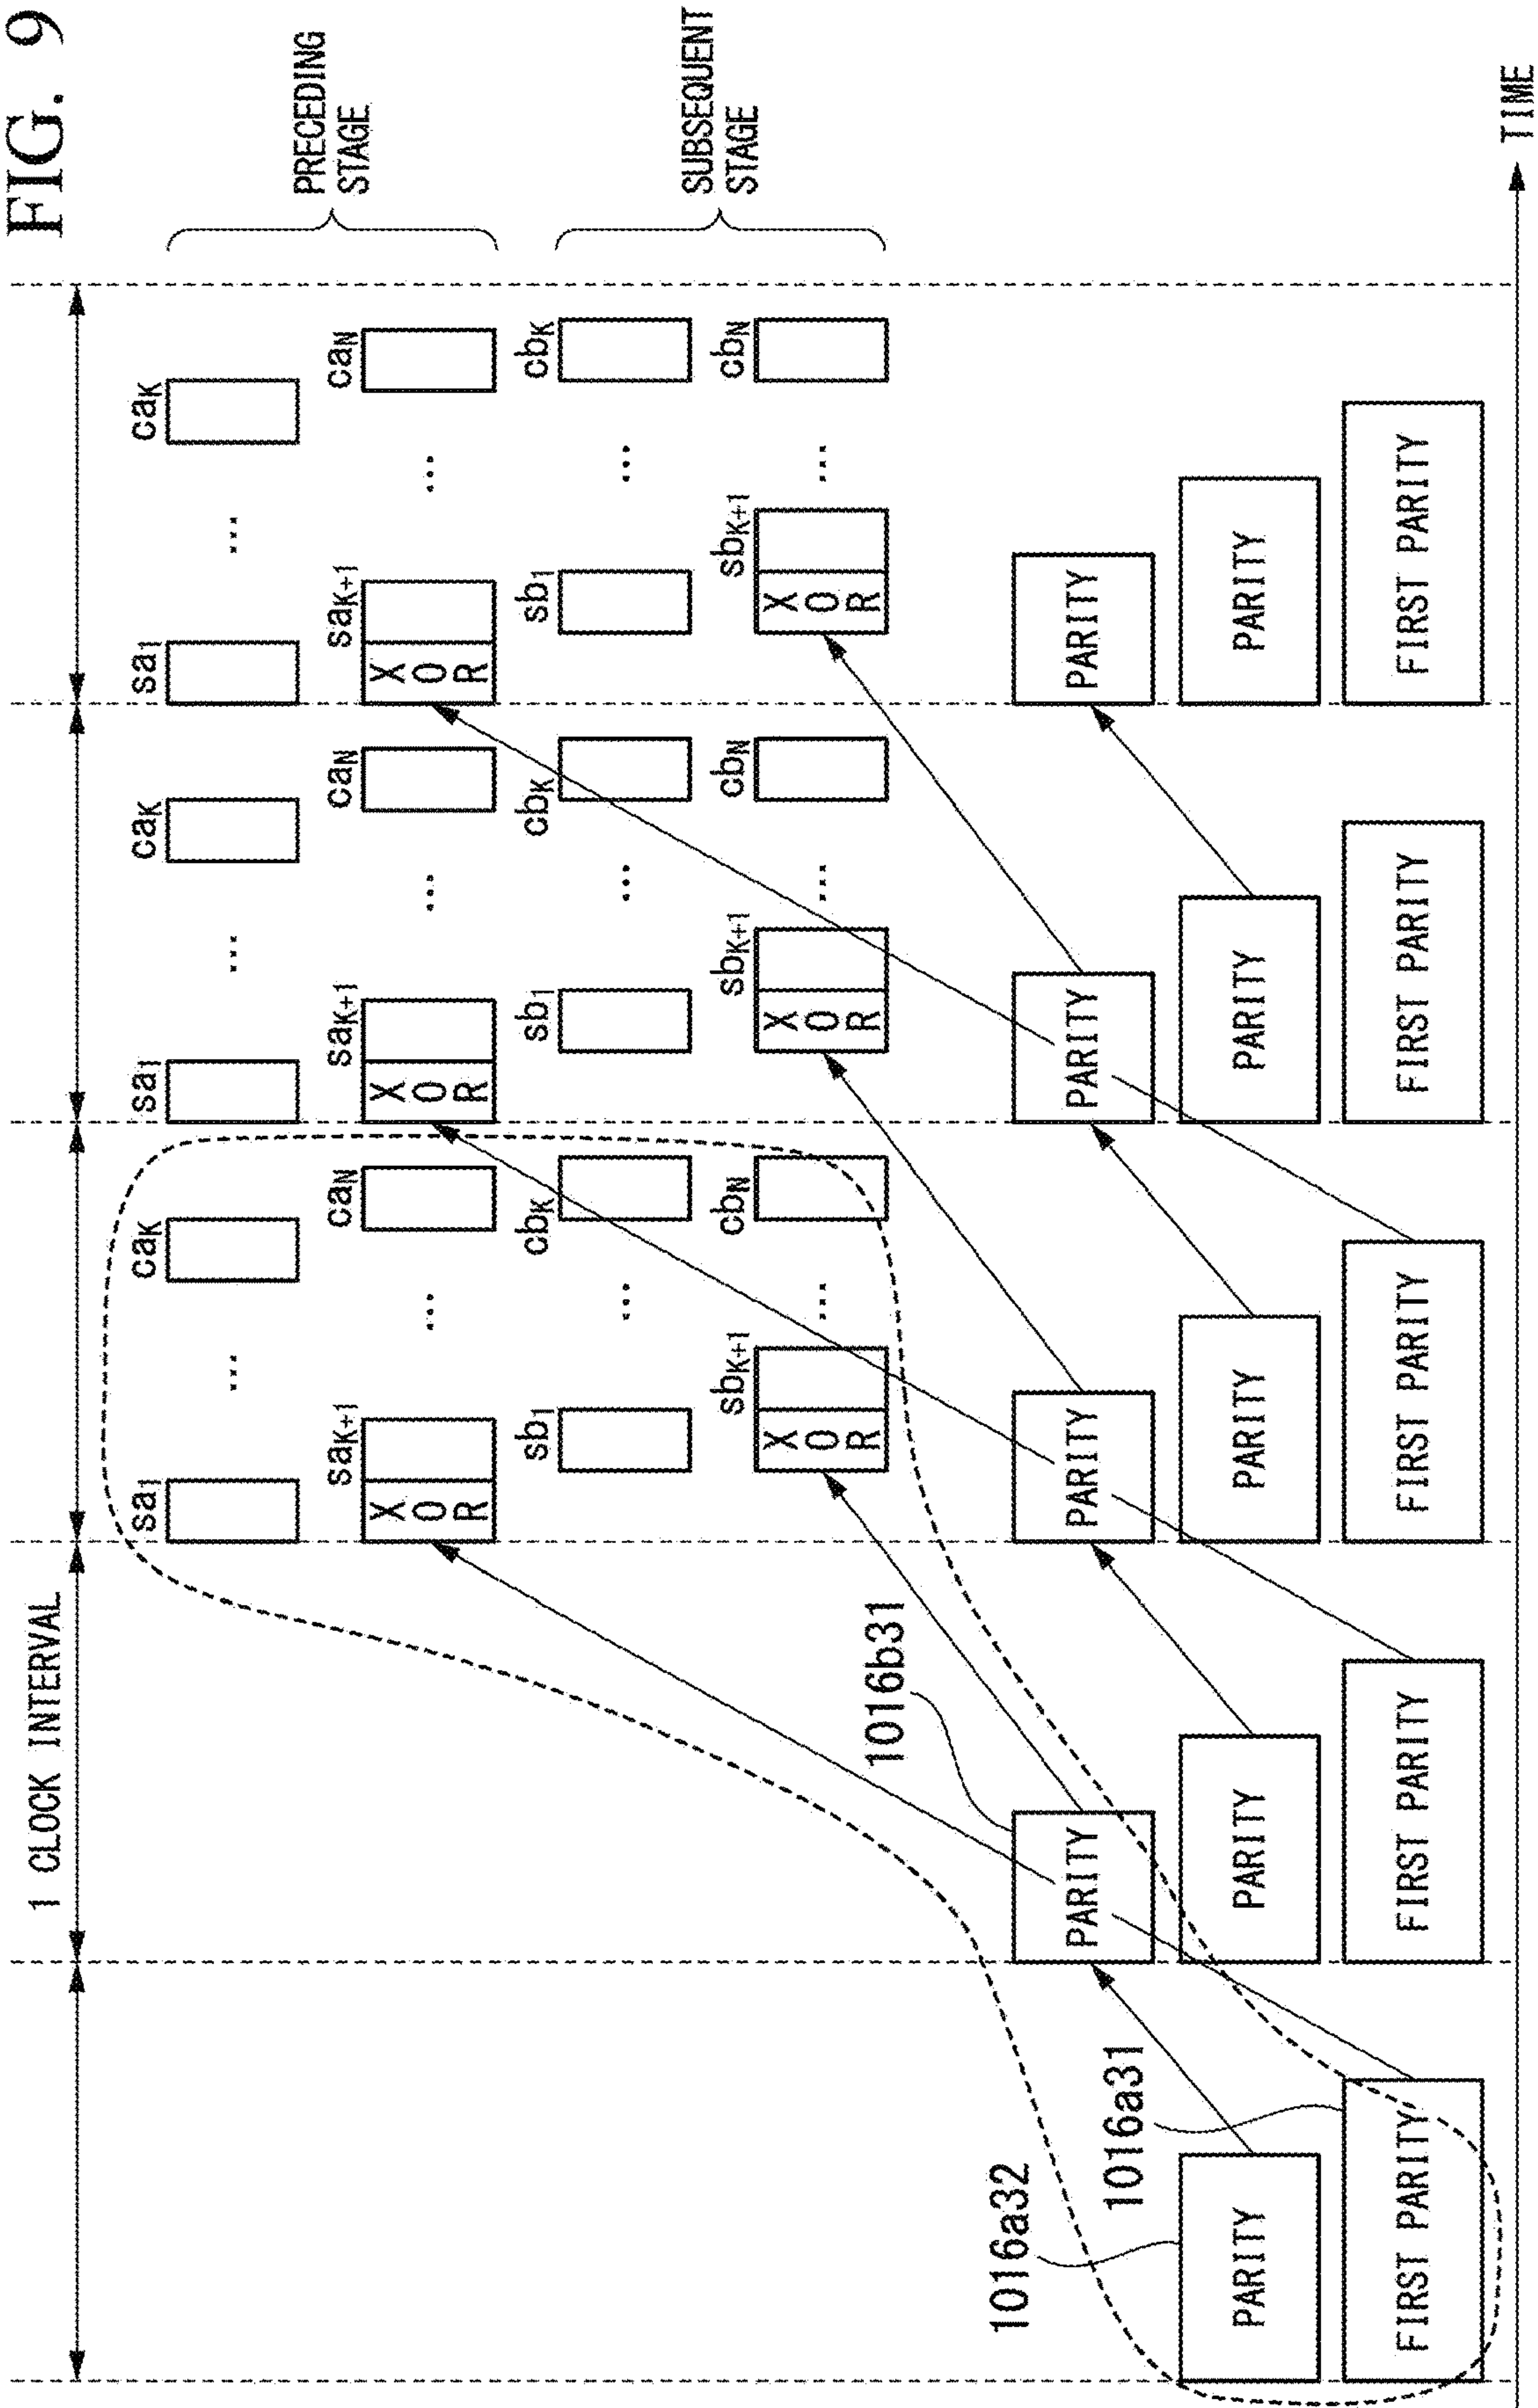 FIG. 9
1 CLOCK INTERVAL
sa1 ... caK sa1 ... caK sa1 ... caK
PRECEDING
STAGE
saK+1 ... caN saK+1 ... caN saK+1 ... caN
XOR XOR XOR
sb1 ... cbK sb1 ... cbK sb1 ... cbK
SUBSEQUENT
STAGE
sbK+1 ... cbN sbK+1 ... cbN sbK+1 ... cbN
XOR XOR XOR
1016b31
PARITY PARITY PARITY PARITY
1016a32
PARITY PARITY PARITY PARITY PARITY
1016a31
FIRST PARITY FIRST PARITY FIRST PARITY FIRST PARITY FIRST PARITY
TIME